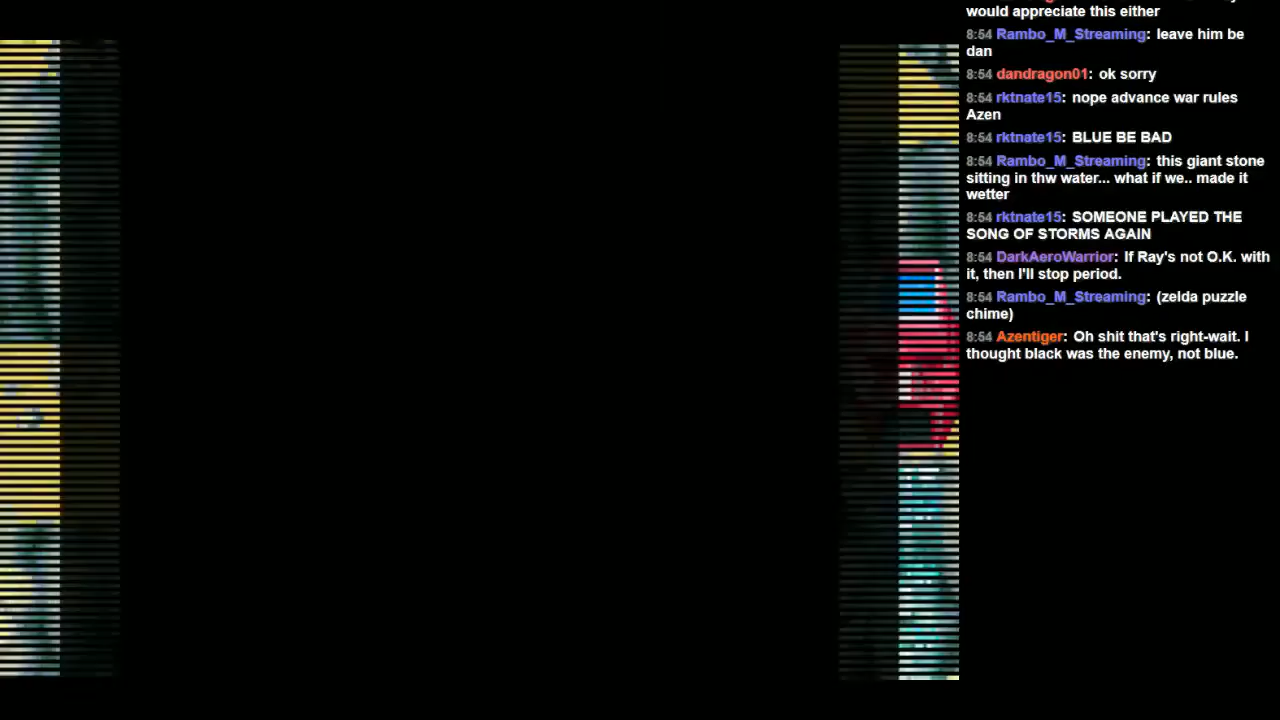 would appreciate this either
8:54 Rambo_M_Streaming: leave him be
dan
8:54 dandragon01: ok sorry
8:54 rktnate15: nope advance war rules
Azen
8:54 rktnate15: BLUE BE BAD
8:54 Rambo_M_Streaming: this giant stone
sitting in thw water... what if we.. made it
wetter
8:54 rktnate15: SOMEONE PLAYED THE
SONG OF STORMS AGAIN
8:54 DarkAeroWarrior: If Ray's not O.K. with
it, then I'll stop period.
8:54 Rambo_M_Streaming: (zelda puzzle
chime)
8:54 Azentiger: Oh shit that's right-wait. I
thought black was the enemy, not blue.